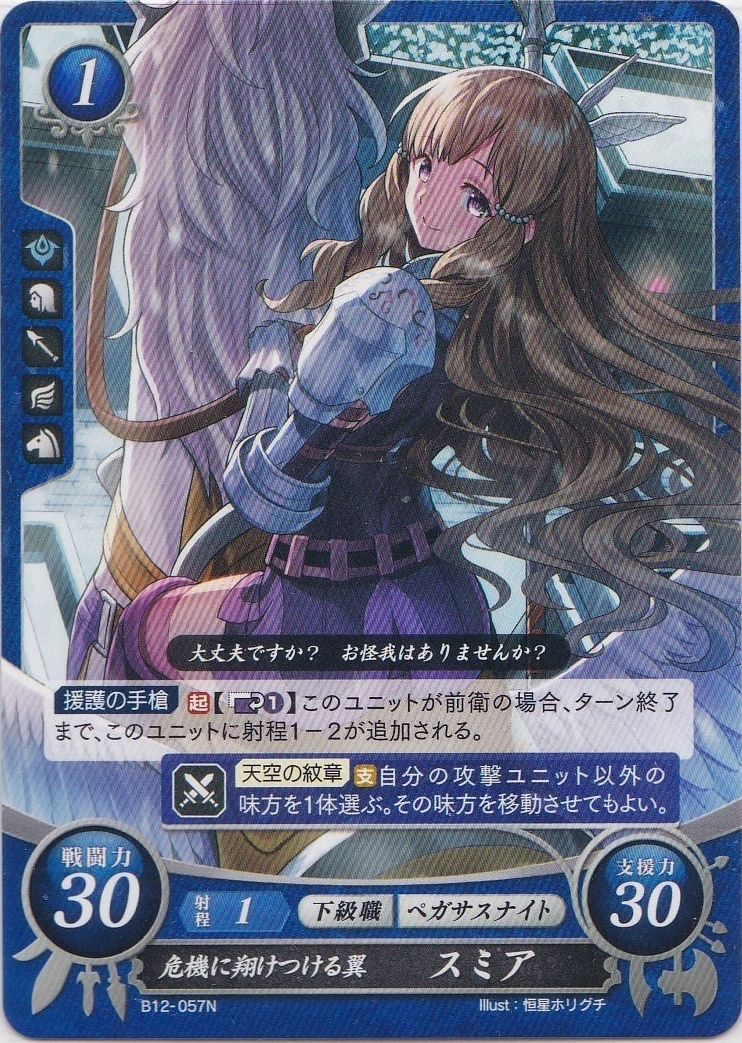 1
大丈夫ですか？ お怪我はありませんか？
援護の手槍 起【1】このユニットが前衛の場合、ターン終了
まで、このユニットに射程1－2が追加される。
天空の紋章 支 自分の攻撃ユニット以外の
味方を1体選ぶ。その味方を移動させてもよい。
戦闘力
30
射程 1
下級職 ペガサスナイト
支援力
30
危機に翔けつける翼 スミア
B12-057N Illust：恒星ホリグチ